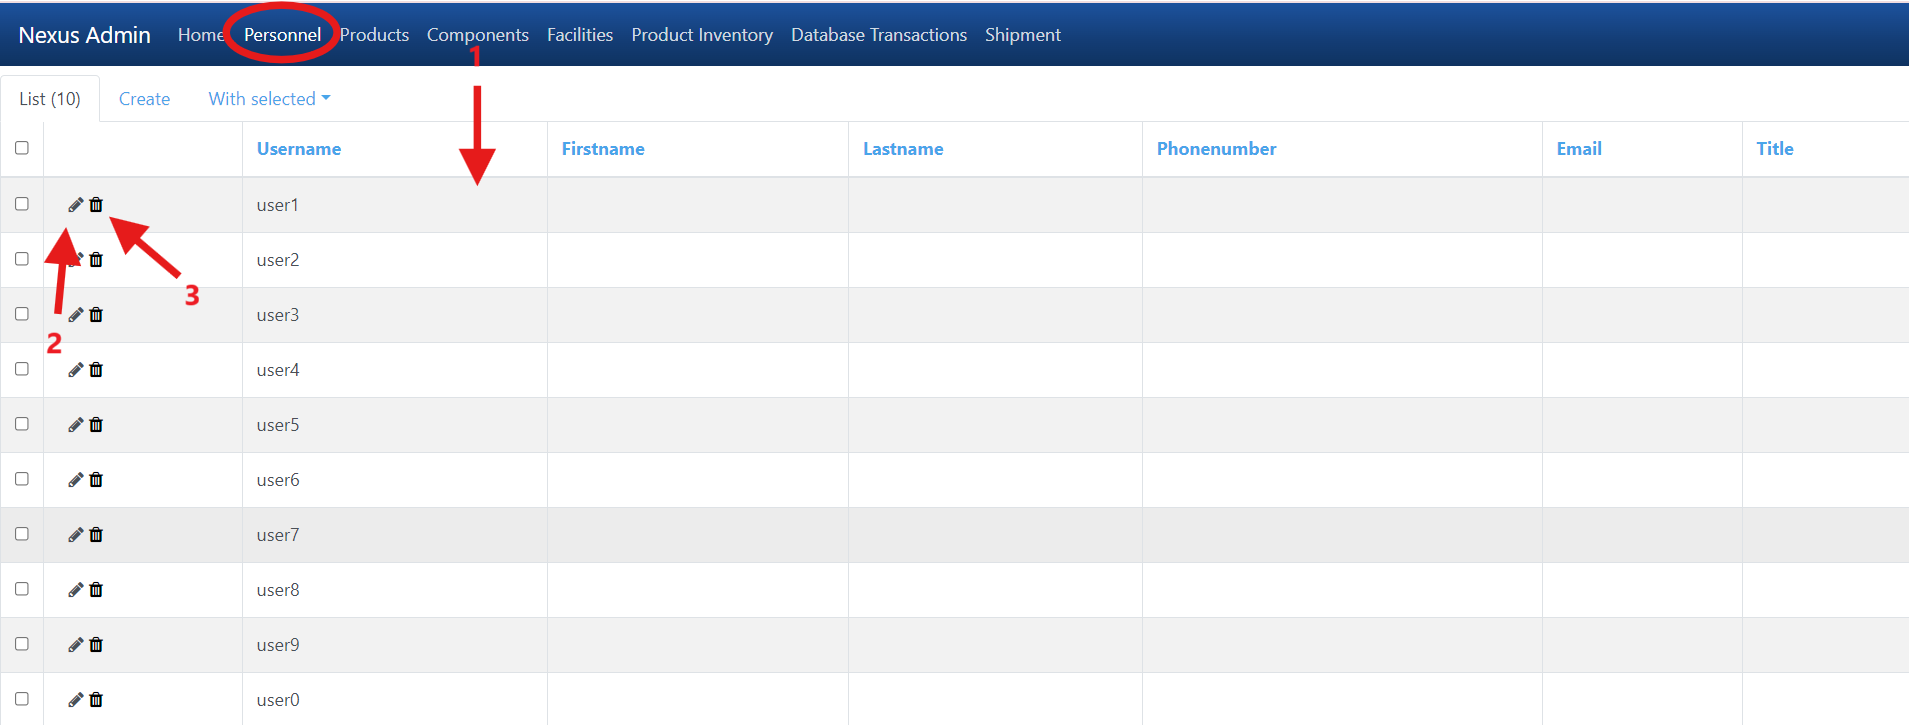 Nexus Admin Home Personnel Products Components Facilities Product Inventory Database Transactions Shipment
1
List (10) Create With selected
Username Firstname Lastname Phonenumber Email Title
user1
user2
3
user3
2
user4
user5
user6
user7
user8
user9
user0